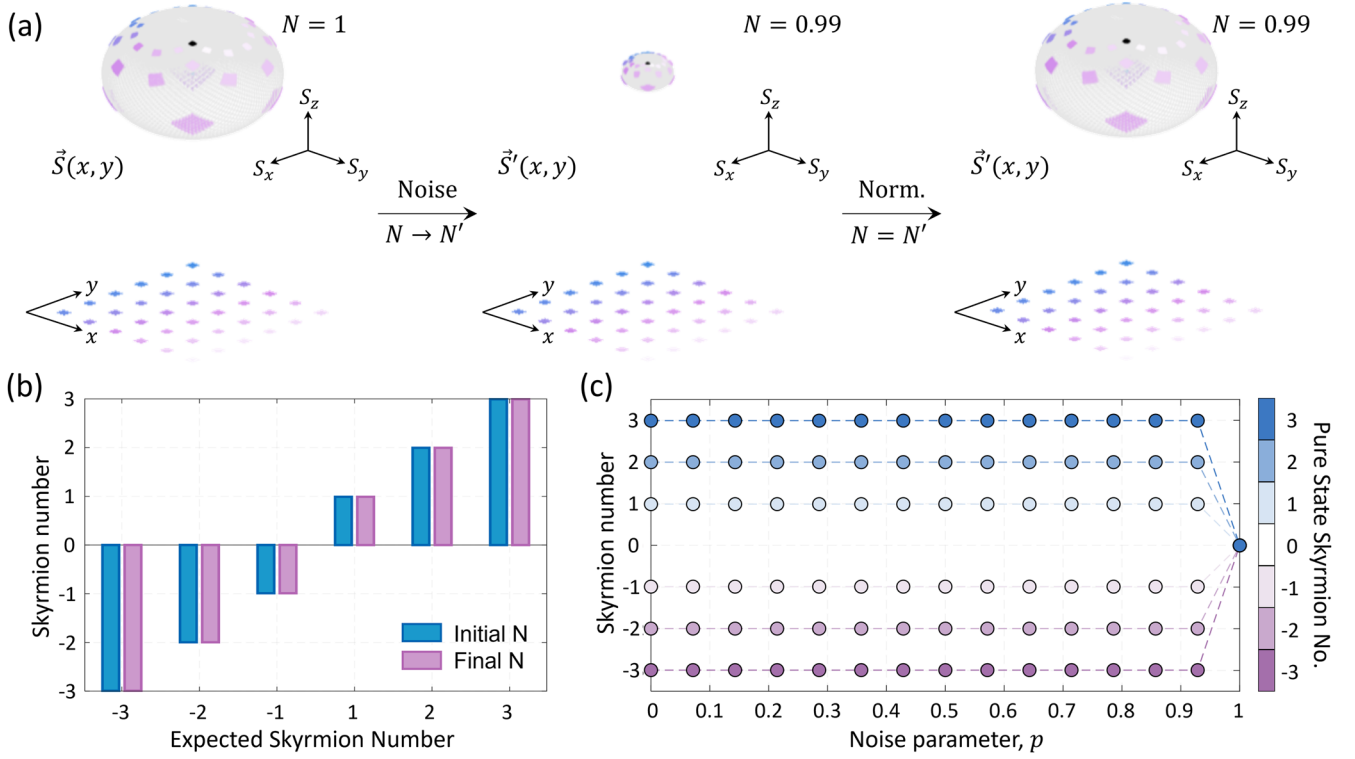 (a)
N = 1
N = 0.99
N = 0.99
S_z
S_z
S_z
S⃗(x, y)
S_x
S_y
S⃗′(x, y)
S_x
S_y
S⃗′(x, y)
S_x
S_y
Noise
N → N′
Norm.
N = N′
y
x
y
x
y
x
(b)
Skyrmion number
3
2
1
0
-1
-2
-3
Initial N
Final N
-3 -2 -1 1 2 3
Expected Skyrmion Number
(c)
Skyrmion number
3
2
1
0
-1
-2
-3
0 0.1 0.2 0.3 0.4 0.5 0.6 0.7 0.8 0.9 1
Noise parameter, p
3
2
1
0
-1
-2
-3
Pure State Skyrmion No.